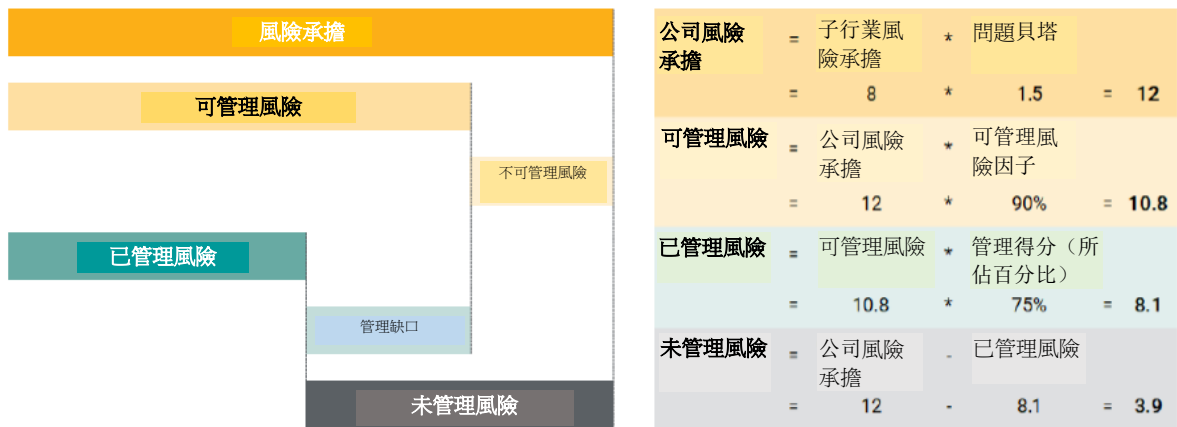 風險承擔
可管理風險
不可管理風險
已管理風險
管理缺口
未管理風險
公司風險 = 子行業風 * 問題貝塔
承擔 險承擔
= 8 * 1.5 = 12
可管理風險 = 公司風險 * 可管理風
承擔 險因子
= 12 * 90% = 10.8
已管理風險 = 可管理風險 * 管理得分（所
佔百分比）
= 10.8 * 75% = 8.1
未管理風險 = 公司風險 - 已管理風險
承擔
= 12 - 8.1 = 3.9